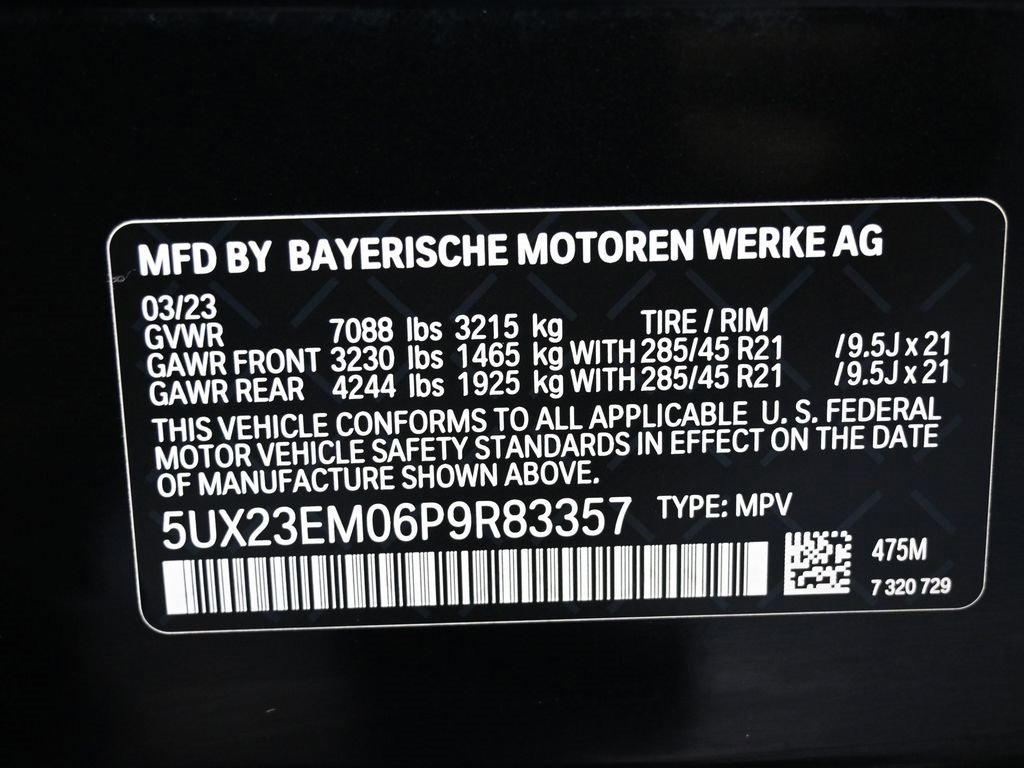 MFD BY BAYERISCHE MOTOREN WERKE AG
03/23
GVWR 7088 lbs 3215 kg TIRE / RIM
GAWR FRONT 3230 lbs 1465 kg WITH 285/45 R21 /9.5J x 21
GAWR REAR 4244 lbs 1925 kg WITH 285/45 R21 /9.5J x 21
THIS VEHICLE CONFORMS TO ALL APPLICABLE U. S. FEDERAL
MOTOR VEHICLE SAFETY STANDARDS IN EFFECT ON THE DATE
OF MANUFACTURE SHOWN ABOVE.
5UX23EM06P9R83357 TYPE: MPV
475M
7 320 729